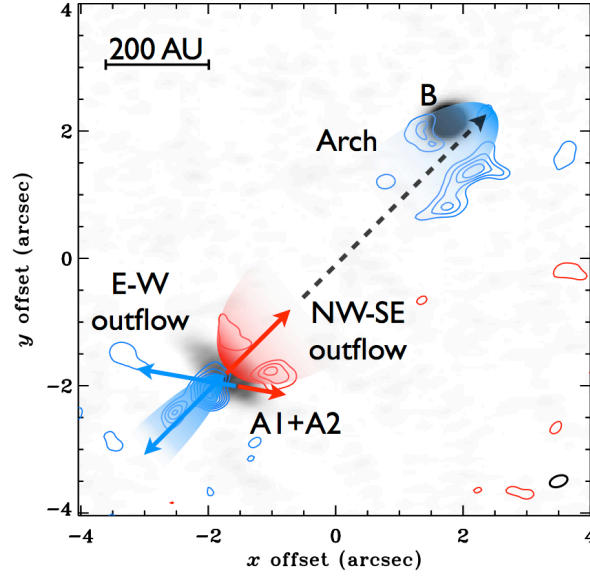 4
200 AU
B
2
Arch
y offset (arcsec)
0
E-W
outflow
NW-SE
outflow
-2
A1+A2
-4
-4
-2
0
2
4
x offset (arcsec)